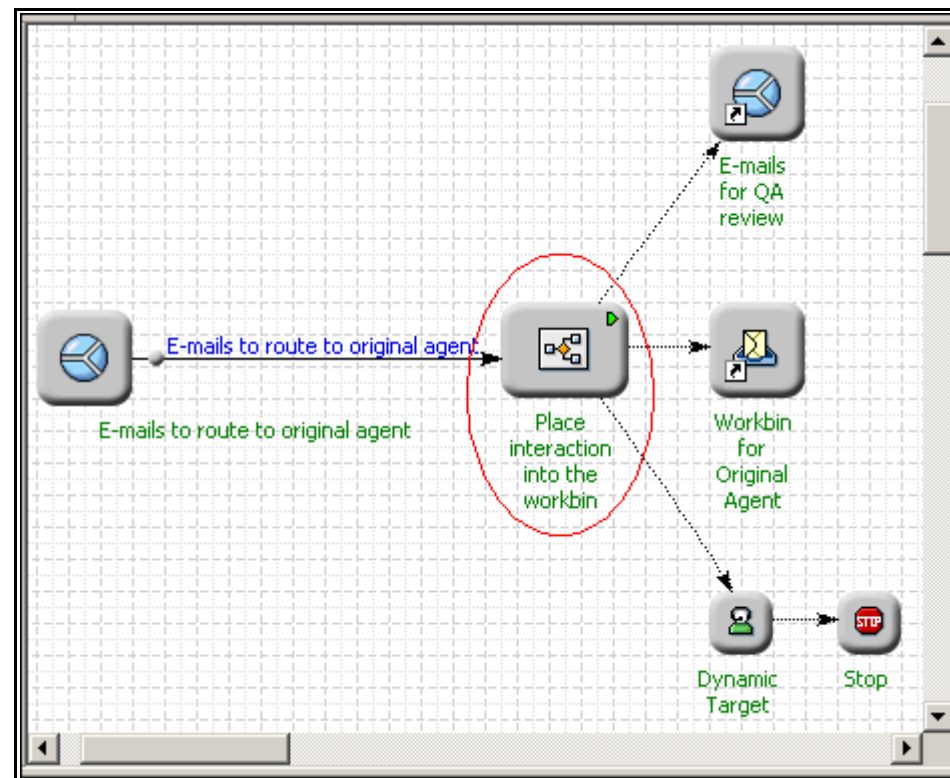 E-mails
for QA
review
E-mails to route to original agent
E-mails to route to original agent
Place
interaction
into the
workbin
Workbin
for
Original
Agent
STOP
Dynamic
Target
Stop